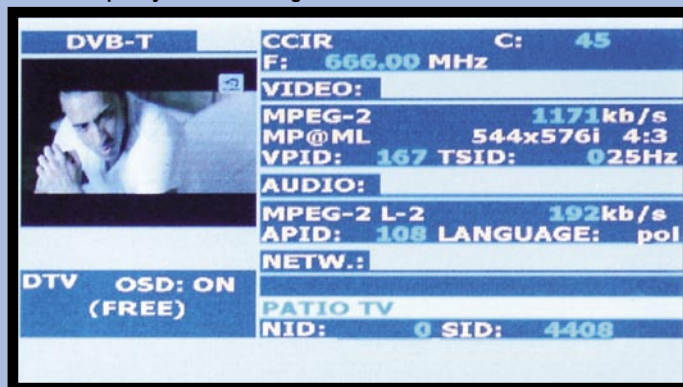 DVB-T
CCIR C: 45
F: 666.00 MHz
VIDEO:
MPEG-2 1171kb/s
MP@ML 544x576i 4:3
VPID: 167 TSID: 025Hz
AUDIO:
MPEG-2 L-2 192kb/s
APID: 108 LANGUAGE: pol
NETW.:
DTV OSD: ON
(FREE)
PATIO TV
NID: 0 SID: 4408